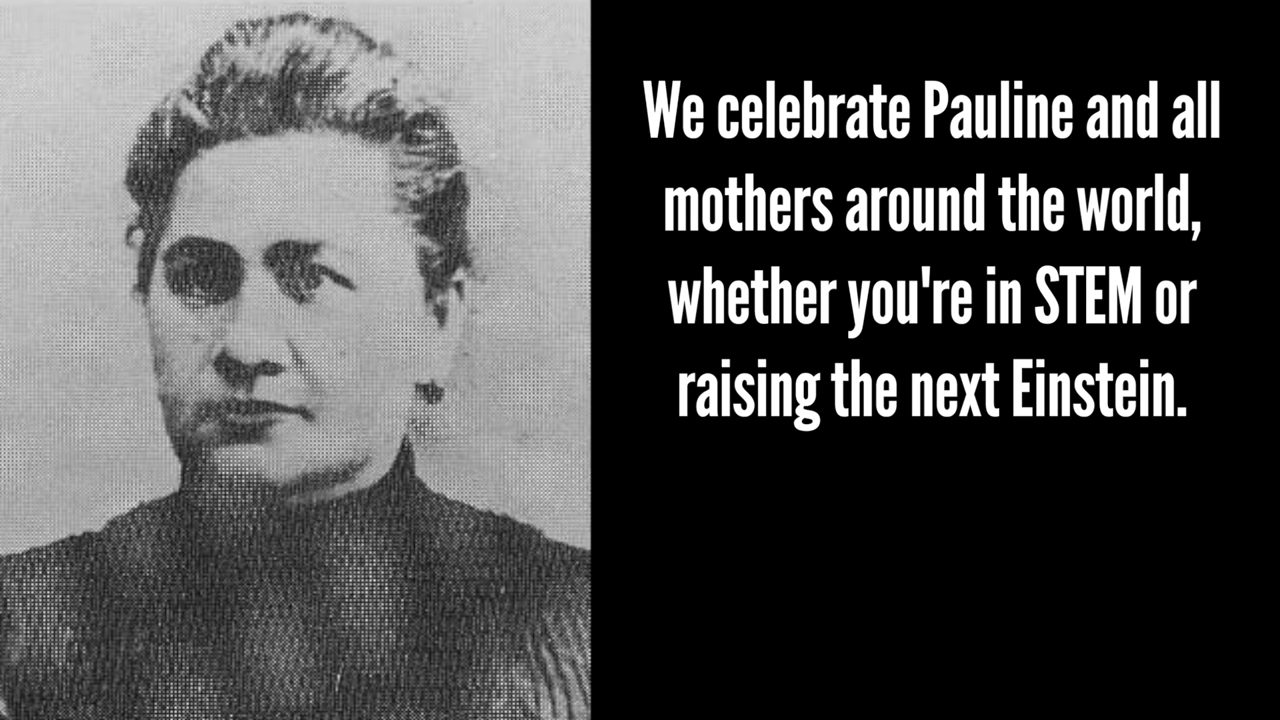 We celebrate Pauline and all
mothers around the world,
whether you're in STEM or
raising the next Einstein.